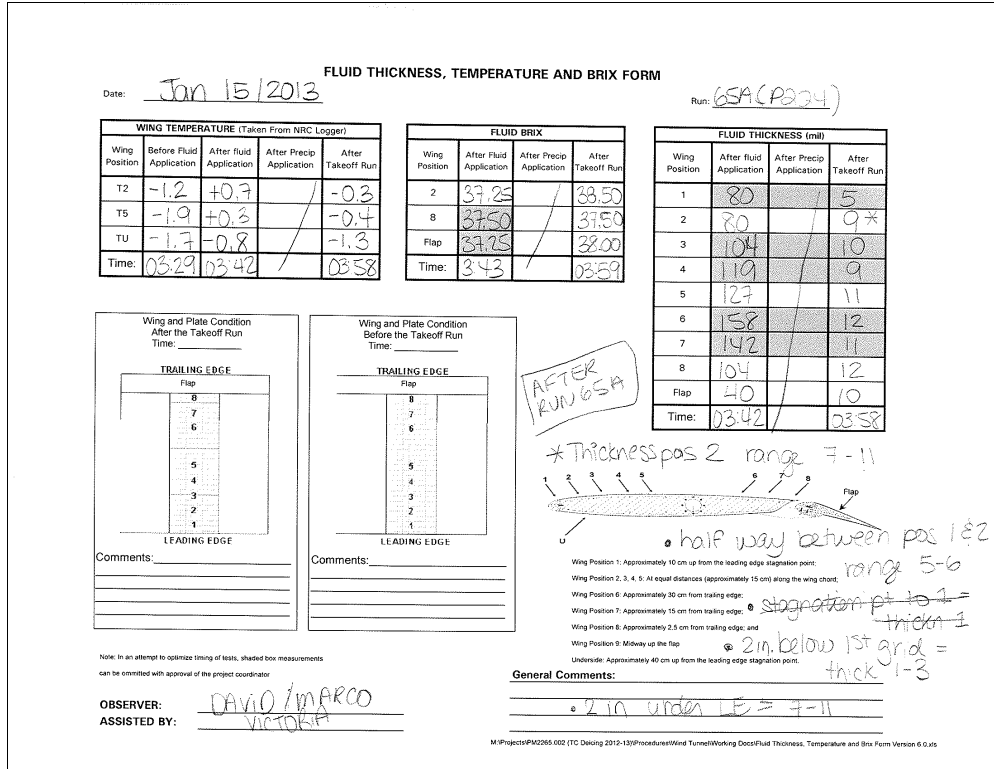 FLUID THICKNESS, TEMPERATURE AND BRIX FORM
Date: Jan 15/2013
Run: 65A (P224)
WING TEMPERATURE (Taken From NRC Logger)
Wing Position Before Fluid Application After fluid Application After Precip Application After Takeoff Run
T2 -1.2 +0.7 -0.3
T5 -1.9 +0.3 -0.4
TU -1.7 -0.8 -1.3
Time: 03:29 03:42 03:58
FLUID BRIX
Wing Position After Fluid Application After Precip Application After Takeoff Run
2 37.25 38.50
8 37.50 37.50
Flap 37.25 38.00
Time: 3:43 03:59
FLUID THICKNESS (mil)
Wing Position After fluid Application After Precip Application After Takeoff Run
1 80 5
2 80 9*
3 104 10
4 119 9
5 127 11
6 158 12
7 142 11
8 104 12
Flap 40 10
Time: 03:42 03:58
Wing and Plate Condition
After the Takeoff Run
Time:
TRAILING EDGE
Flap
8
7
6
5
4
3
2
1
LEADING EDGE
Comments:
Wing and Plate Condition
Before the Takeoff Run
Time:
TRAILING EDGE
Flap
8
7
6
5
4
3
2
1
LEADING EDGE
Comments:
AFTER
RUN 65A
* Thickness pos 2 range 7-11
1 2 3 4 5 6 7 8
Flap
U
• half way between pos 1 & 2
range 5-6
Wing Position 1: Approximately 10 cm up from the leading edge stagnation point;
Wing Position 2, 3, 4, 5: At equal distances (approximately 15 cm) along the wing chord;
Wing Position 6: Approximately 30 cm from trailing edge;
• stagnation pt to 1 =
thickn 1
Wing Position 7: Approximately 15 cm from trailing edge;
Wing Position 8: Approximately 2.5 cm from trailing edge; and
Wing Position 9: Midway up the flap
Underside: Approximately 40 cm up from the leading edge stagnation point.
• 2in. below 1st grid =
thick 1-3
Note: In an attempt to optimize timing of tests, shaded box measurements
can be ommitted with approval of the project coordinator
General Comments:
• 2 in under LE = 7-11
OBSERVER: DAVID/MARCO
ASSISTED BY: VICTORIA
M:\Projects\PM2265.002 (TC Deicing 2012-13)\Procedures\Wind Tunnel\Working Docs\Fluid Thickness, Temperature and Brix Form Version 6.0.xls